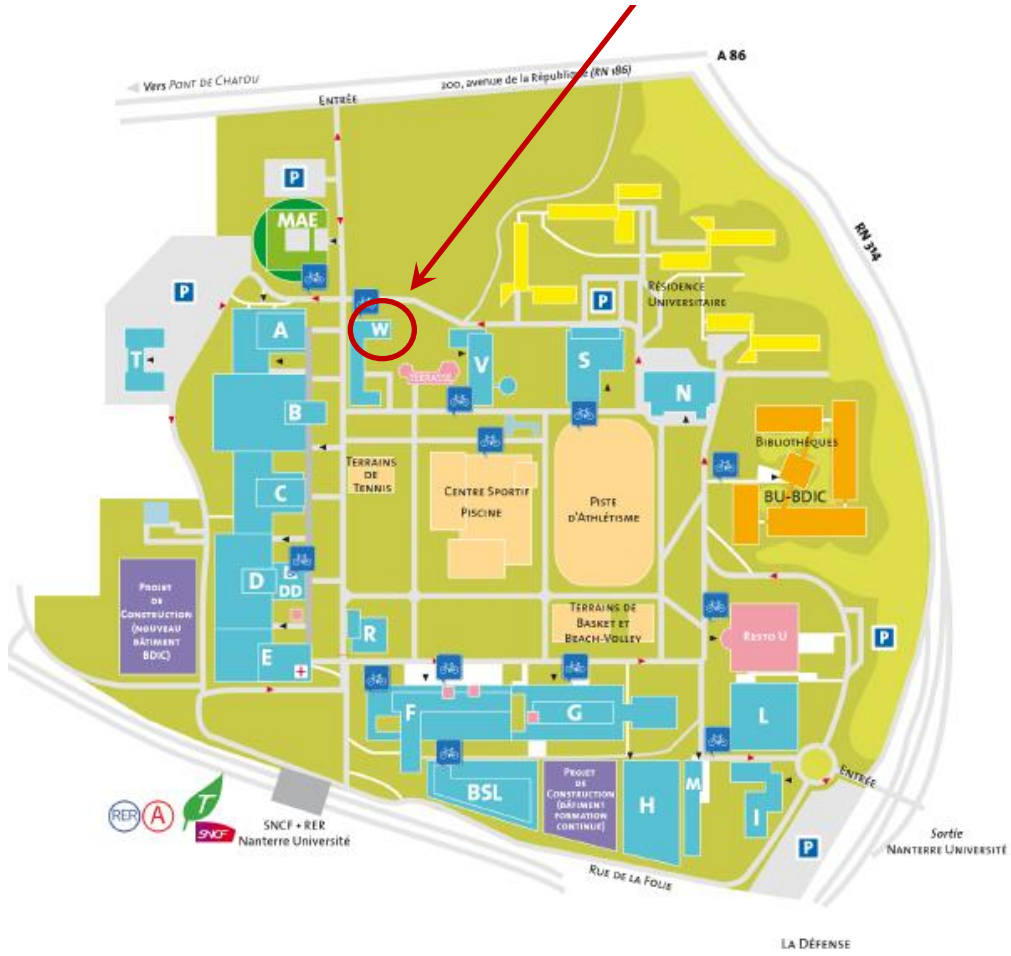 A 86
Vers PONT DE CHATOU
200, avenue de la République (RN 186)
ENTRÉE
P
MAE
RN 314
P
P
RÉSIDENCE
UNIVERSITAIRE
A
W
T
V
S
TERRASSE
N
B
BIBLIOTHÈQUES
BU-BDIC
TERRAINS
DE
TENNIS
CENTRE SPORTIF
PISCINE
PISTE
D'ATHLÉTISME
C
D
DD
PROJET
DE
CONSTRUCTION
(NOUVEAU
BÂTIMENT
BDIC)
TERRAINS DE
BASKET ET
BEACH-VOLLEY
R
RESTO U
P
E
F
G
L
BSL
PROJET
DE
CONSTRUCTION
(BÂTIMENT
FORMATION
CONTINUE)
H
M
I
ENTRÉE
RER
A
T
SNCF
SNCF + RER
Nanterre Université
P
Sortie
NANTERRE UNIVERSITÉ
RUE DE LA FOLIE
LA DÉFENSE